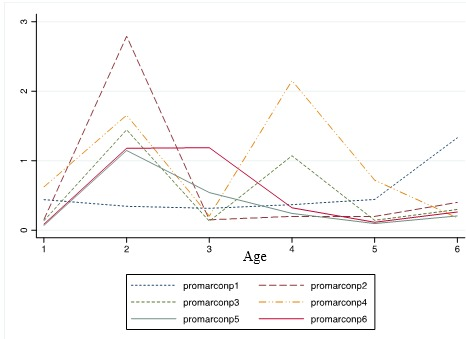 3
2
1
0
1 2 3 4 5 6
Age
promarconp1 promarconp2
promarconp3 promarconp4
promarconp5 promarconp6